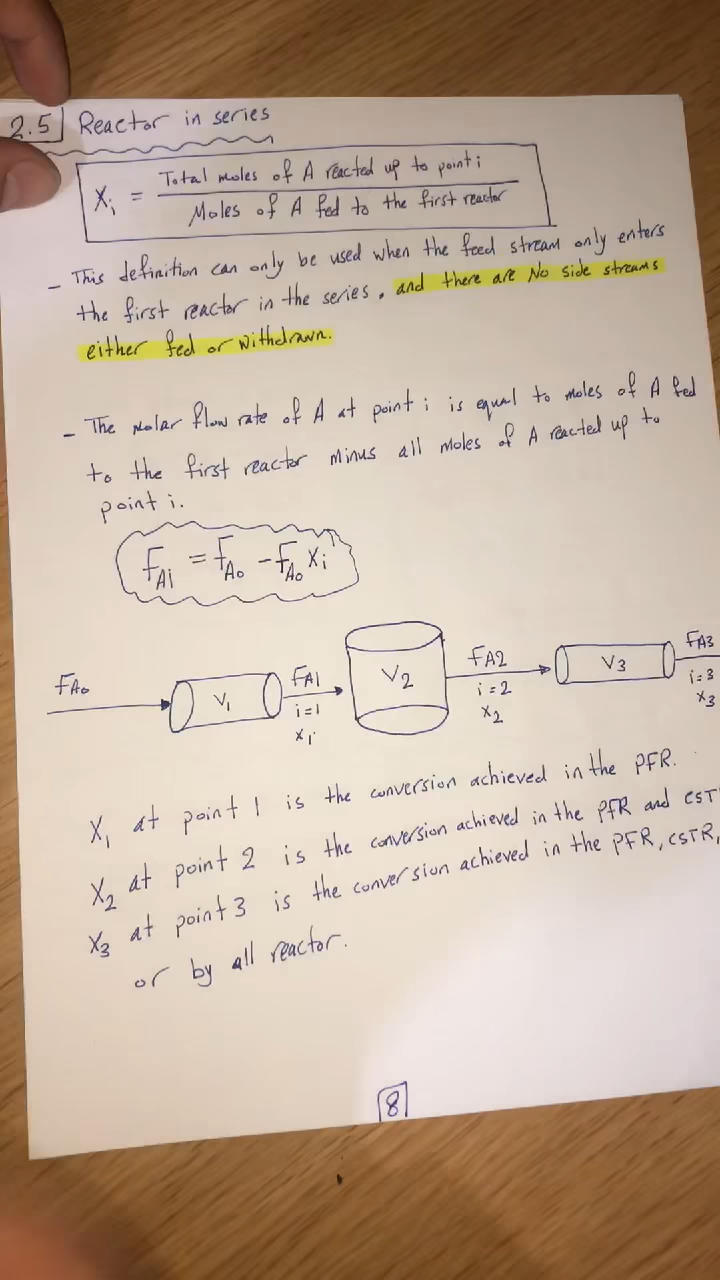 2.5 Reactor in series
Xi = Total moles of A reacted up to point i / Moles of A fed to the first reactor
- This definition can only be used when the feed stream only enters
the first reactor in the series, and there are No side streams
either fed or withdrawn.
- The molar flow rate of A at point i is equal to moles of A fed
to the first reactor minus all moles of A reacted up to
point i.
FAi = FA0 - FA0 Xi
FA0 V1 FA1 V2 FA2 V3 FA3
i=1 i=2 i=3
X1 X2 X3
X1 at point 1 is the conversion achieved in the PFR.
X2 at point 2 is the conversion achieved in the PFR and CST
X3 at point 3 is the conversion achieved in the PFR, CSTR,
or by all reactor.
8